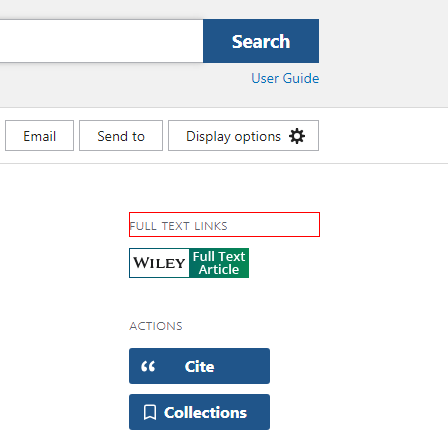 Search
User Guide
Email
Send to
Display options
FULL TEXT LINKS
WILEY Full Text
Article
ACTIONS
Cite
Collections